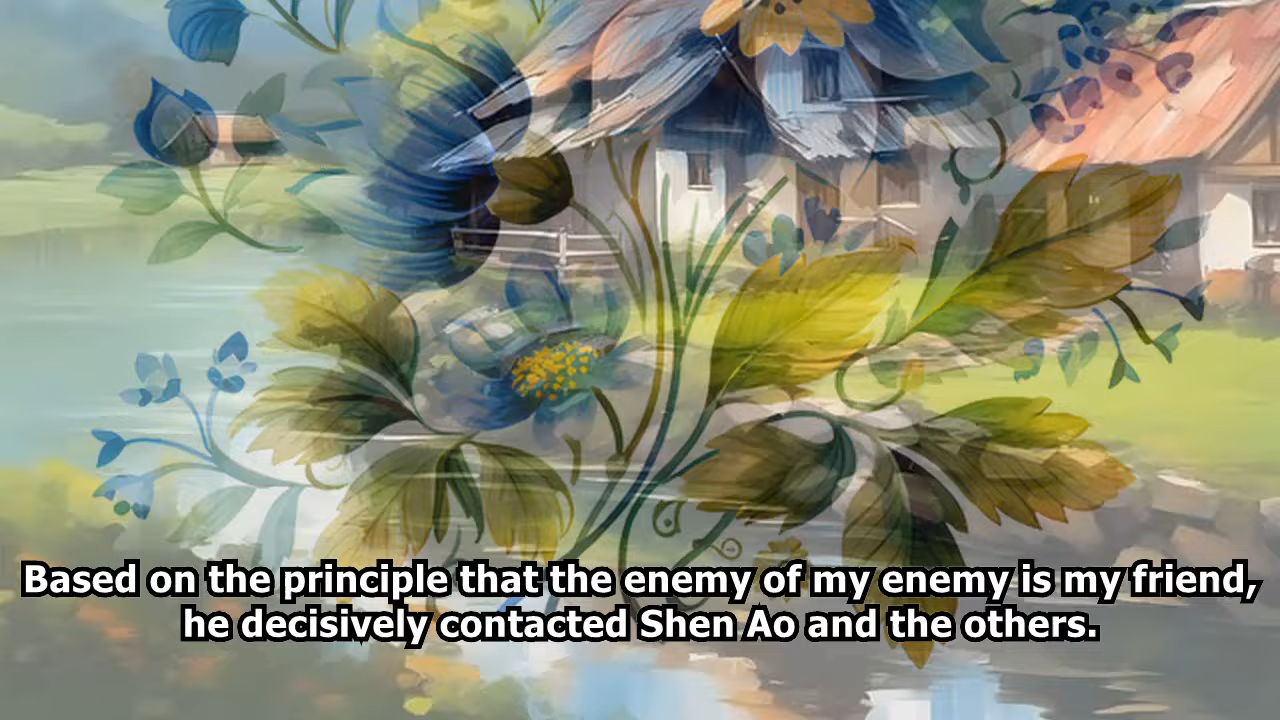 Based on the principle that the enemy of my enemy is my friend,
he decisively contacted Shen Ao and the others.